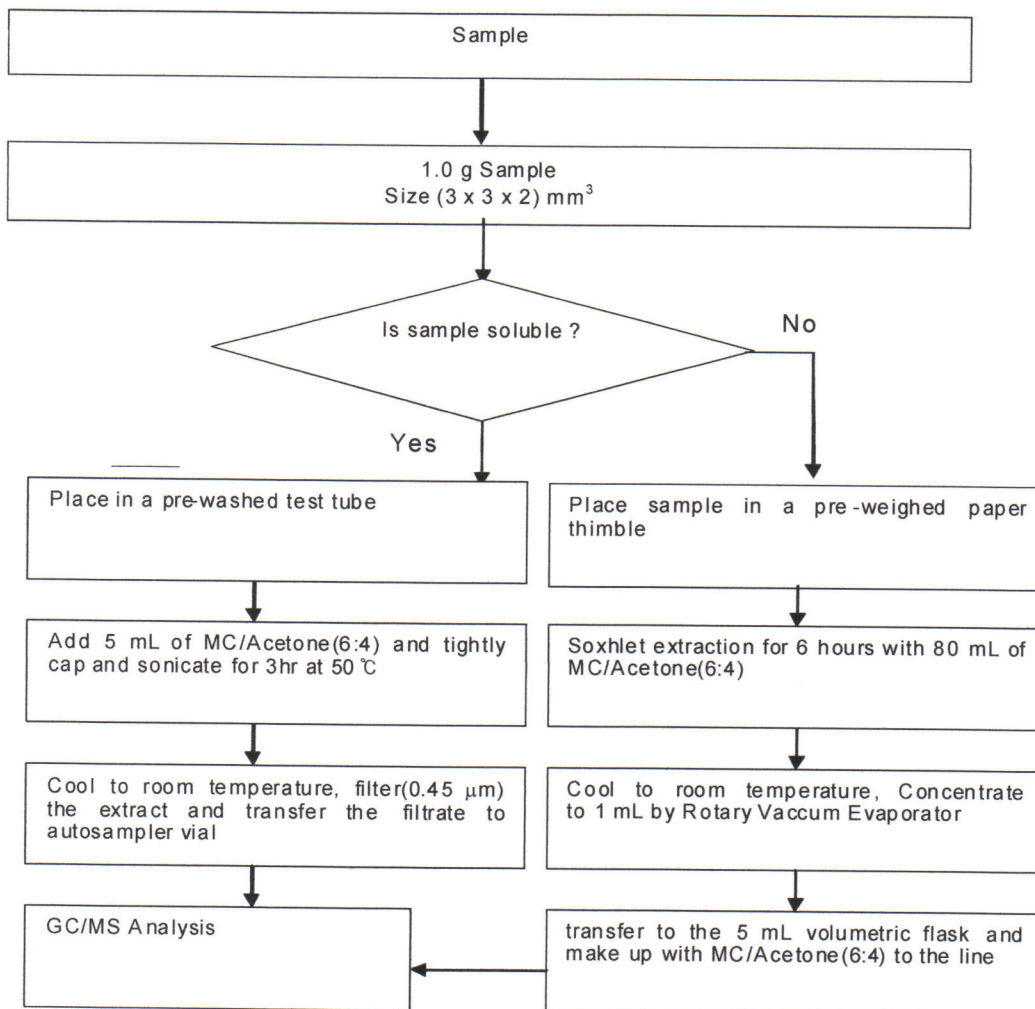 Sample
1.0 g Sample
Size (3 x 3 x 2) mm³
Is sample soluble ?
No
Yes
Place in a pre-washed test tube
Place sample in a pre-weighed paper
thimble
Add 5 mL of MC/Acetone(6:4) and tightly
cap and sonicate for 3hr at 50 ℃
Soxhlet extraction for 6 hours with 80 mL of
MC/Acetone(6:4)
Cool to room temperature, filter(0.45 μm)
the extract and transfer the filtrate to
autosampler vial
Cool to room temperature, Concentrate
to 1 mL by Rotary Vaccum Evaporator
GC/MS Analysis
transfer to the 5 mL volumetric flask and
make up with MC/Acetone(6:4) to the line